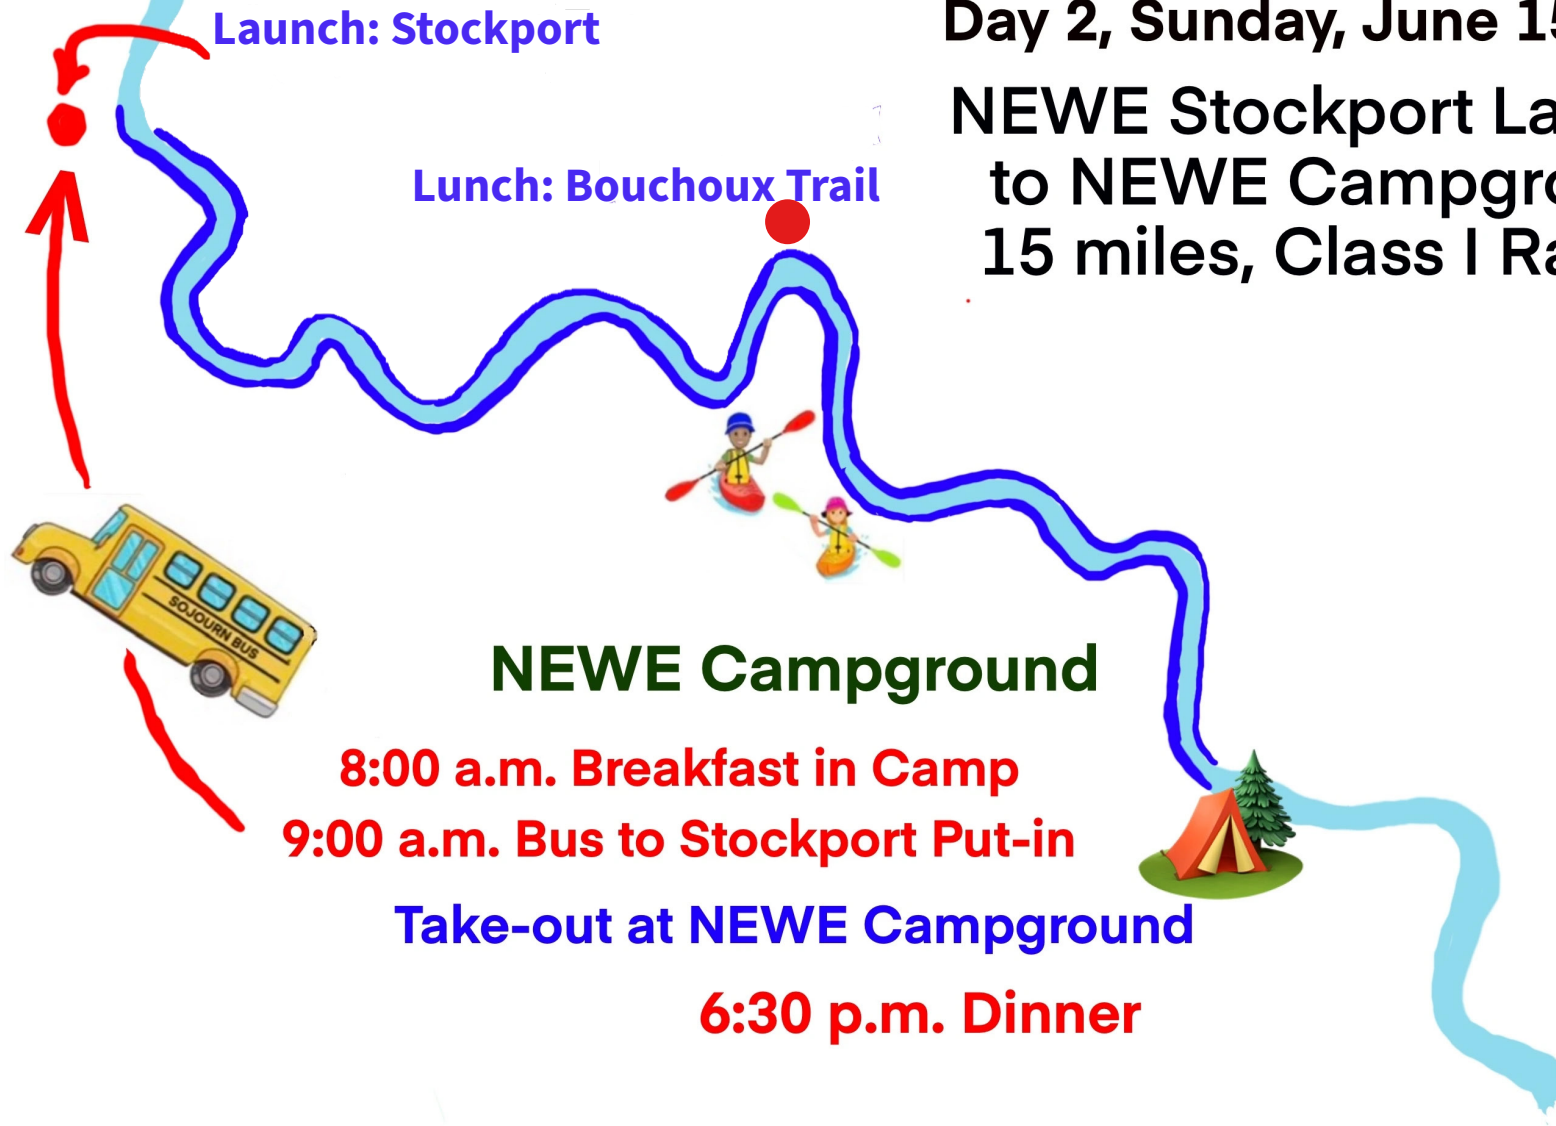 Launch: Stockport
Day 2, Sunday, June
NEWE Stockport
to NEWE
15 miles, Class I
Lunch: Bouchoux Trail
SOJOURN BUS
NEWE Campground
8:00 a.m. Breakfast in Camp
9:00 a.m. Bus to Stockport Put-in
Take-out at NEWE Campground
6:30 p.m. Dinner